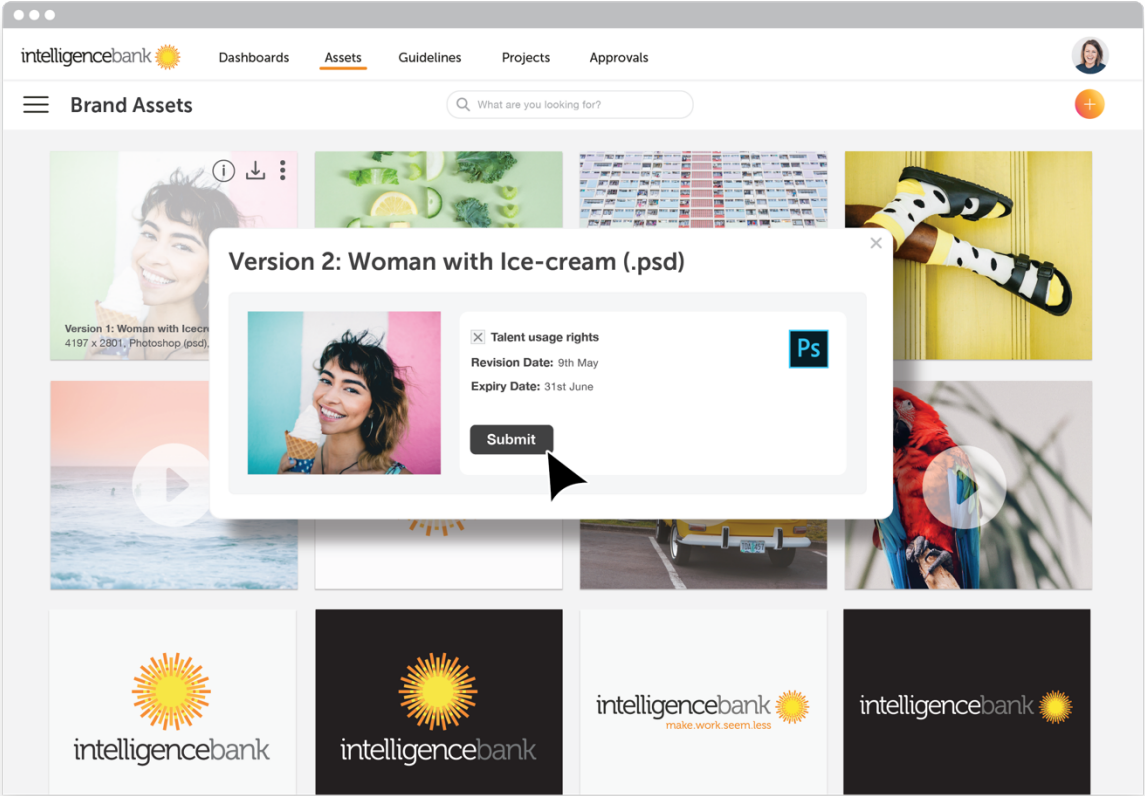 intelligencebank
Dashboards
Assets
Guidelines
Projects
Approvals
Brand Assets
What are you looking for?
Version 1: Woman with Icecr
4197 x 2801, Photoshop (psd),
Version 2: Woman with Ice-cream (.psd)
Talent usage rights
Ps
Revision Date: 9th May
Expiry Date: 31st June
Submit
intelligencebank
intelligencebank
intelligencebank
make.work.seem.less
intelligencebank